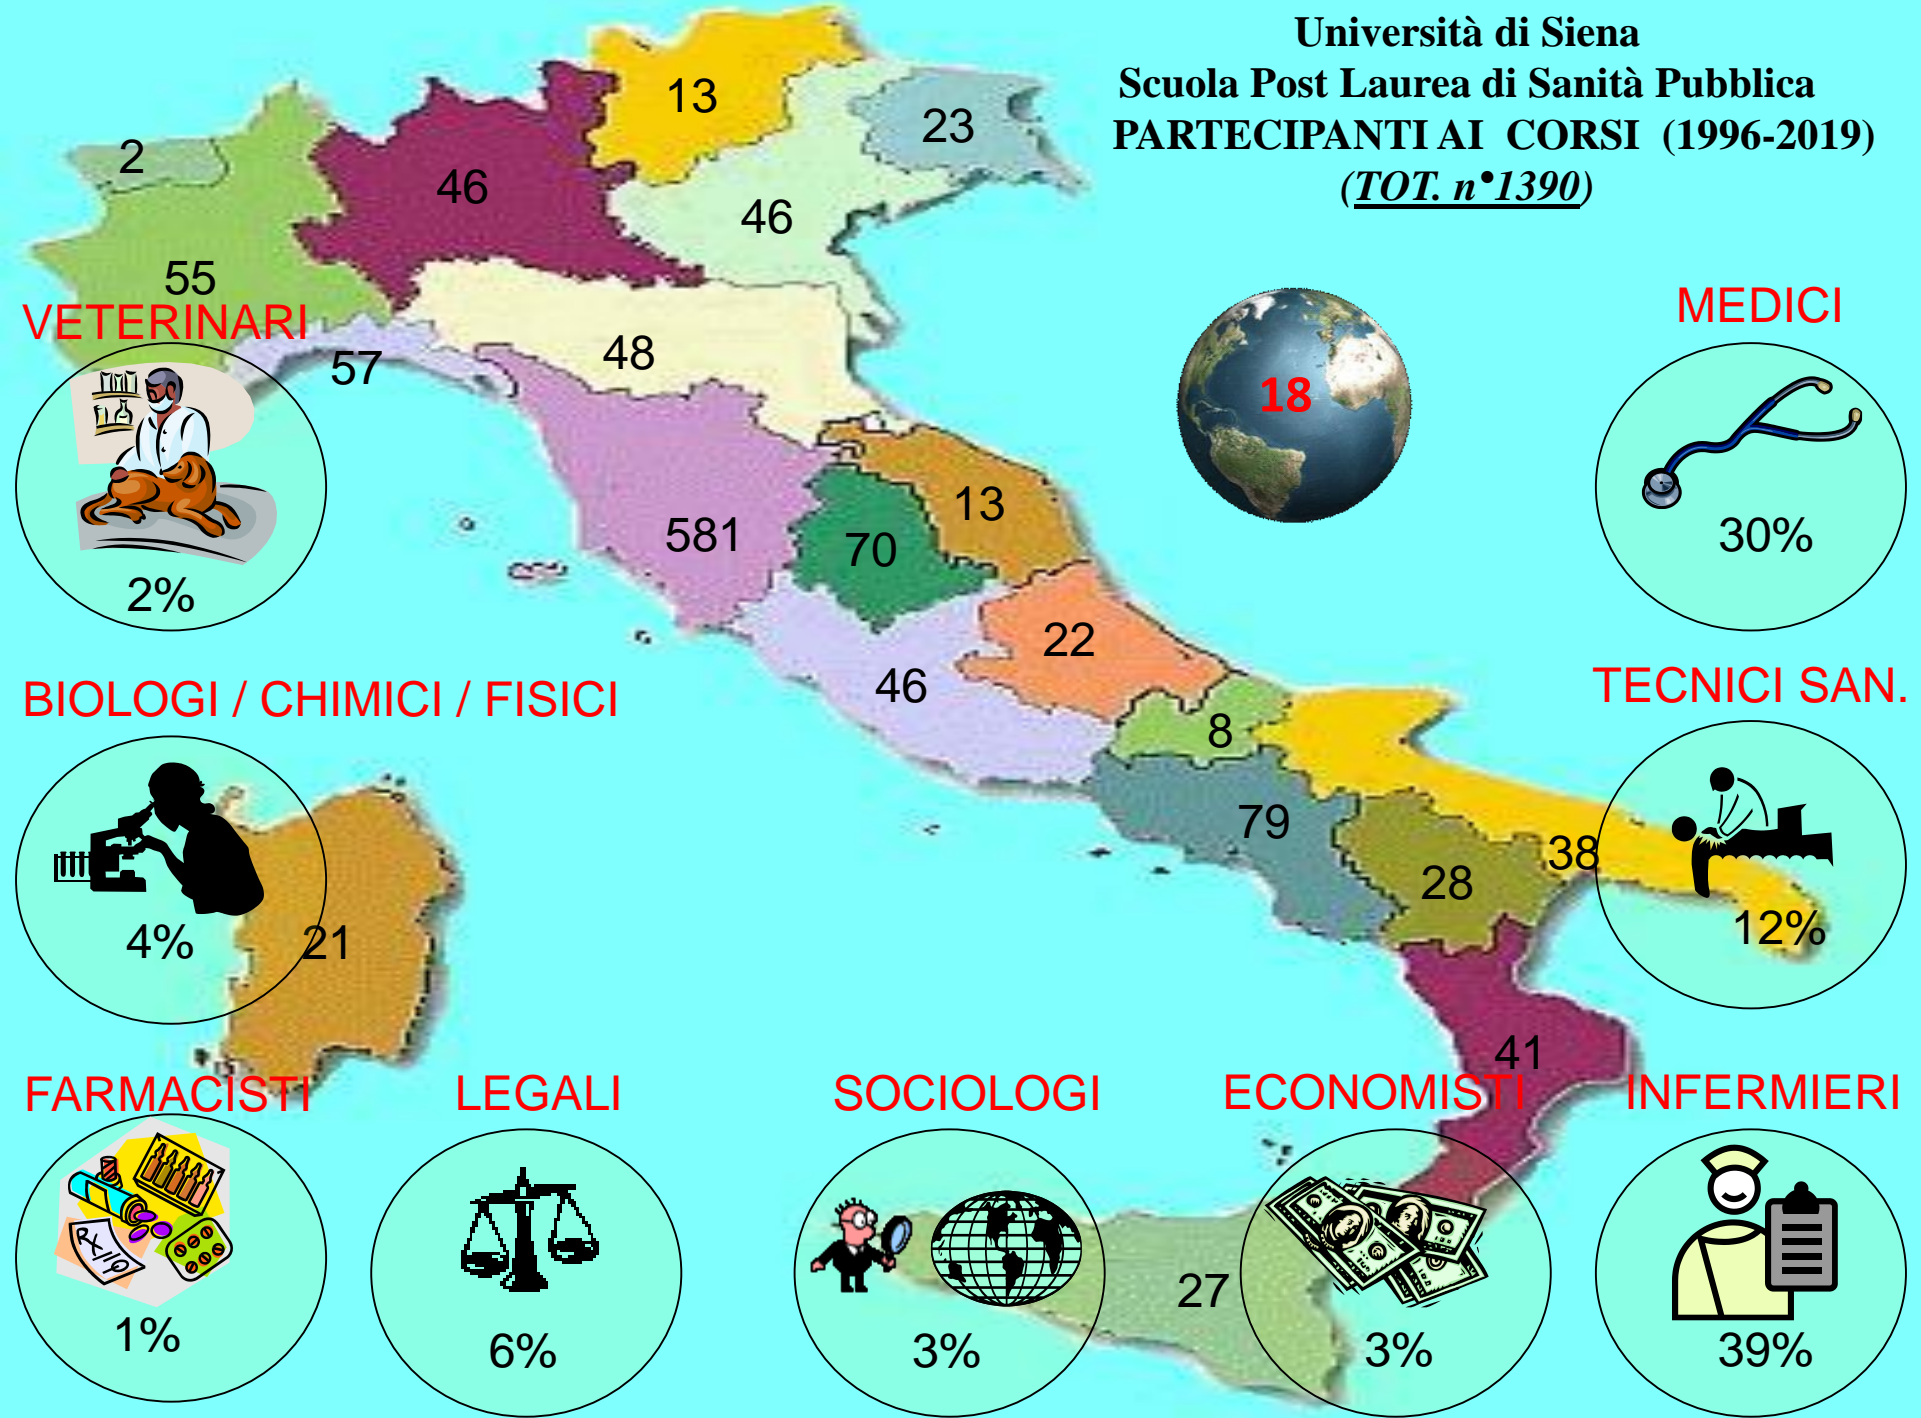 Università di Siena
Scuola Post Laurea di Sanità Pubblica
PARTECIPANTI AI CORSI (1996-2019)
(TOT. n°1390)
13
23
2
46
46
55
VETERINARI
MEDICI
57
48
18
581
70
13
30%
2%
22
46
BIOLOGI / CHIMICI / FISICI
TECNICI SAN.
8
79
38
28
4%
21
12%
41
FARMACISTI
LEGALI
SOCIOLOGI
ECONOMISTI
INFERMIERI
27
1%
6%
3%
3%
39%